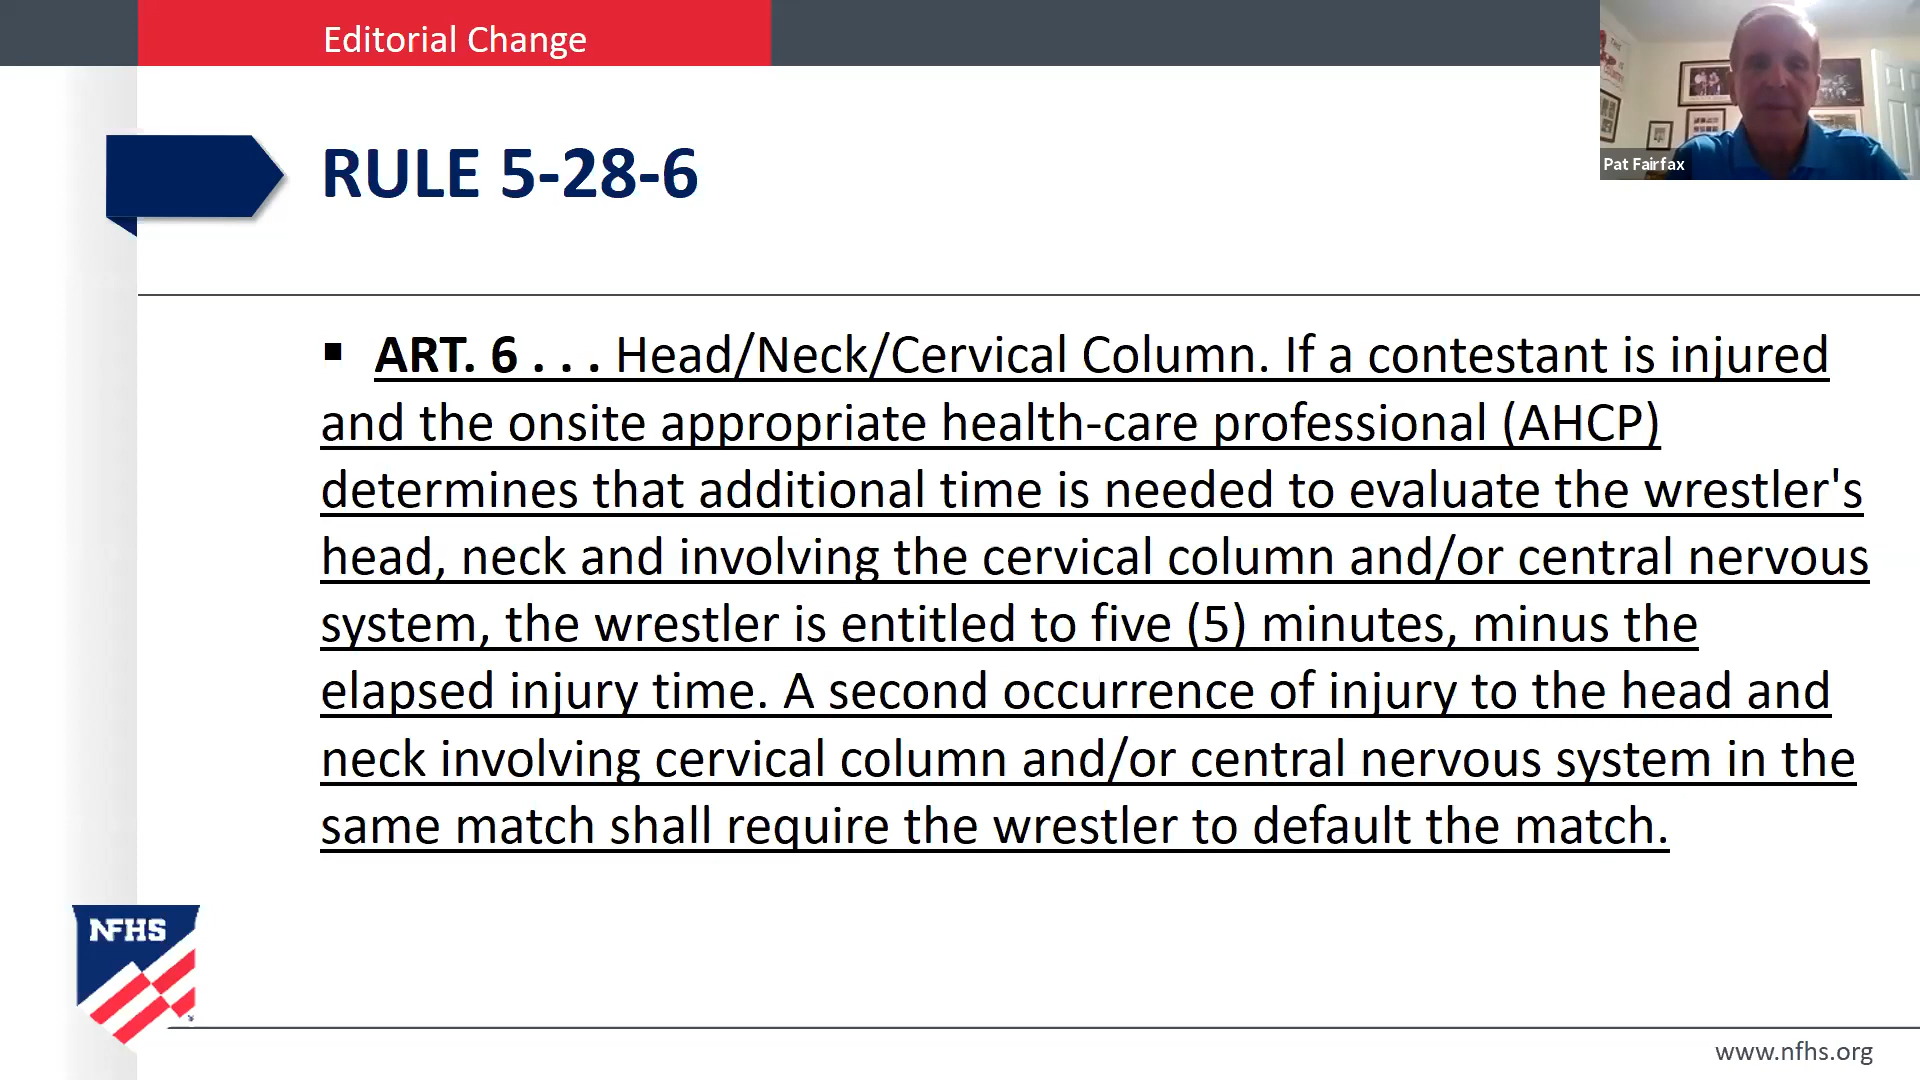 Editorial Change
Pat Fairfax
RULE 5-28-6
▪ ART. 6 . . . Head/Neck/Cervical Column. If a contestant is injured
and the onsite appropriate health-care professional (AHCP)
determines that additional time is needed to evaluate the wrestler's
head, neck and involving the cervical column and/or central nervous
system, the wrestler is entitled to five (5) minutes, minus the
elapsed injury time. A second occurrence of injury to the head and
neck involving cervical column and/or central nervous system in the
same match shall require the wrestler to default the match.
NFHS
www.nfhs.org